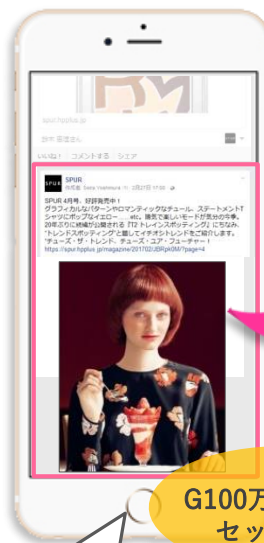 spur.hpplus.jp
いいね！ コメントする シェア
SPUR
SPUR
SPUR 4月号、好評発売中！
グラフィカルなパターンやロマンティックなチュール、ステートメントT
シャツにポップなイエロー……etc。陽気で楽しいモードが気分の今季。
20年ぶりに続編が公開される『T2 トレインスポッティング』にちなみ、
“トレンドスポッティング”と題してイチオシトレンドをご紹介します。
“チューズ・ザ・トレンド、チューズ・ユア・フューチャー！
G100万
セッ